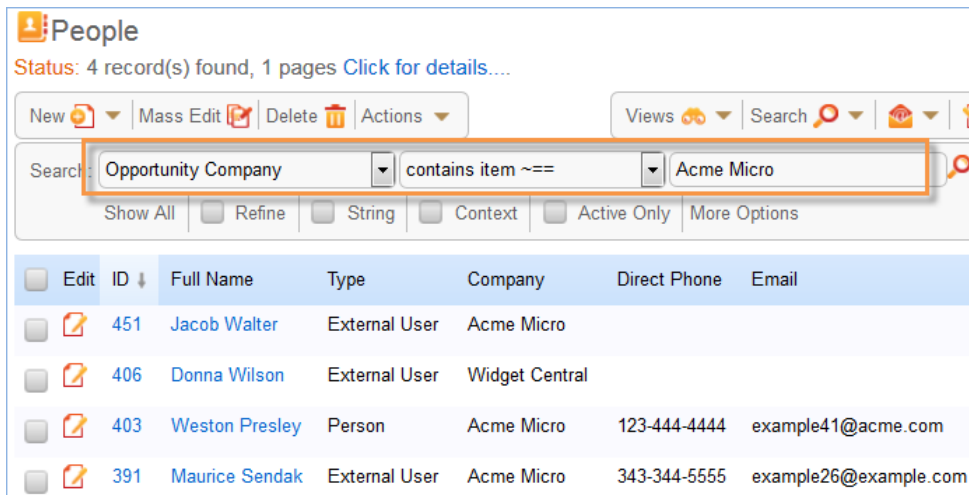 People
Status: 4 record(s) found, 1 pages Click for details....
New Mass Edit Delete Actions Views Search
Search: Opportunity Company contains item ~== Acme Micro
Show All Refine String Context Active Only More Options
Edit ID Full Name Type Company Direct Phone Email
451 Jacob Walter External User Acme Micro
406 Donna Wilson External User Widget Central
403 Weston Presley Person Acme Micro 123-444-4444 example41@acme.com
391 Maurice Sendak External User Acme Micro 343-344-5555 example26@example.com